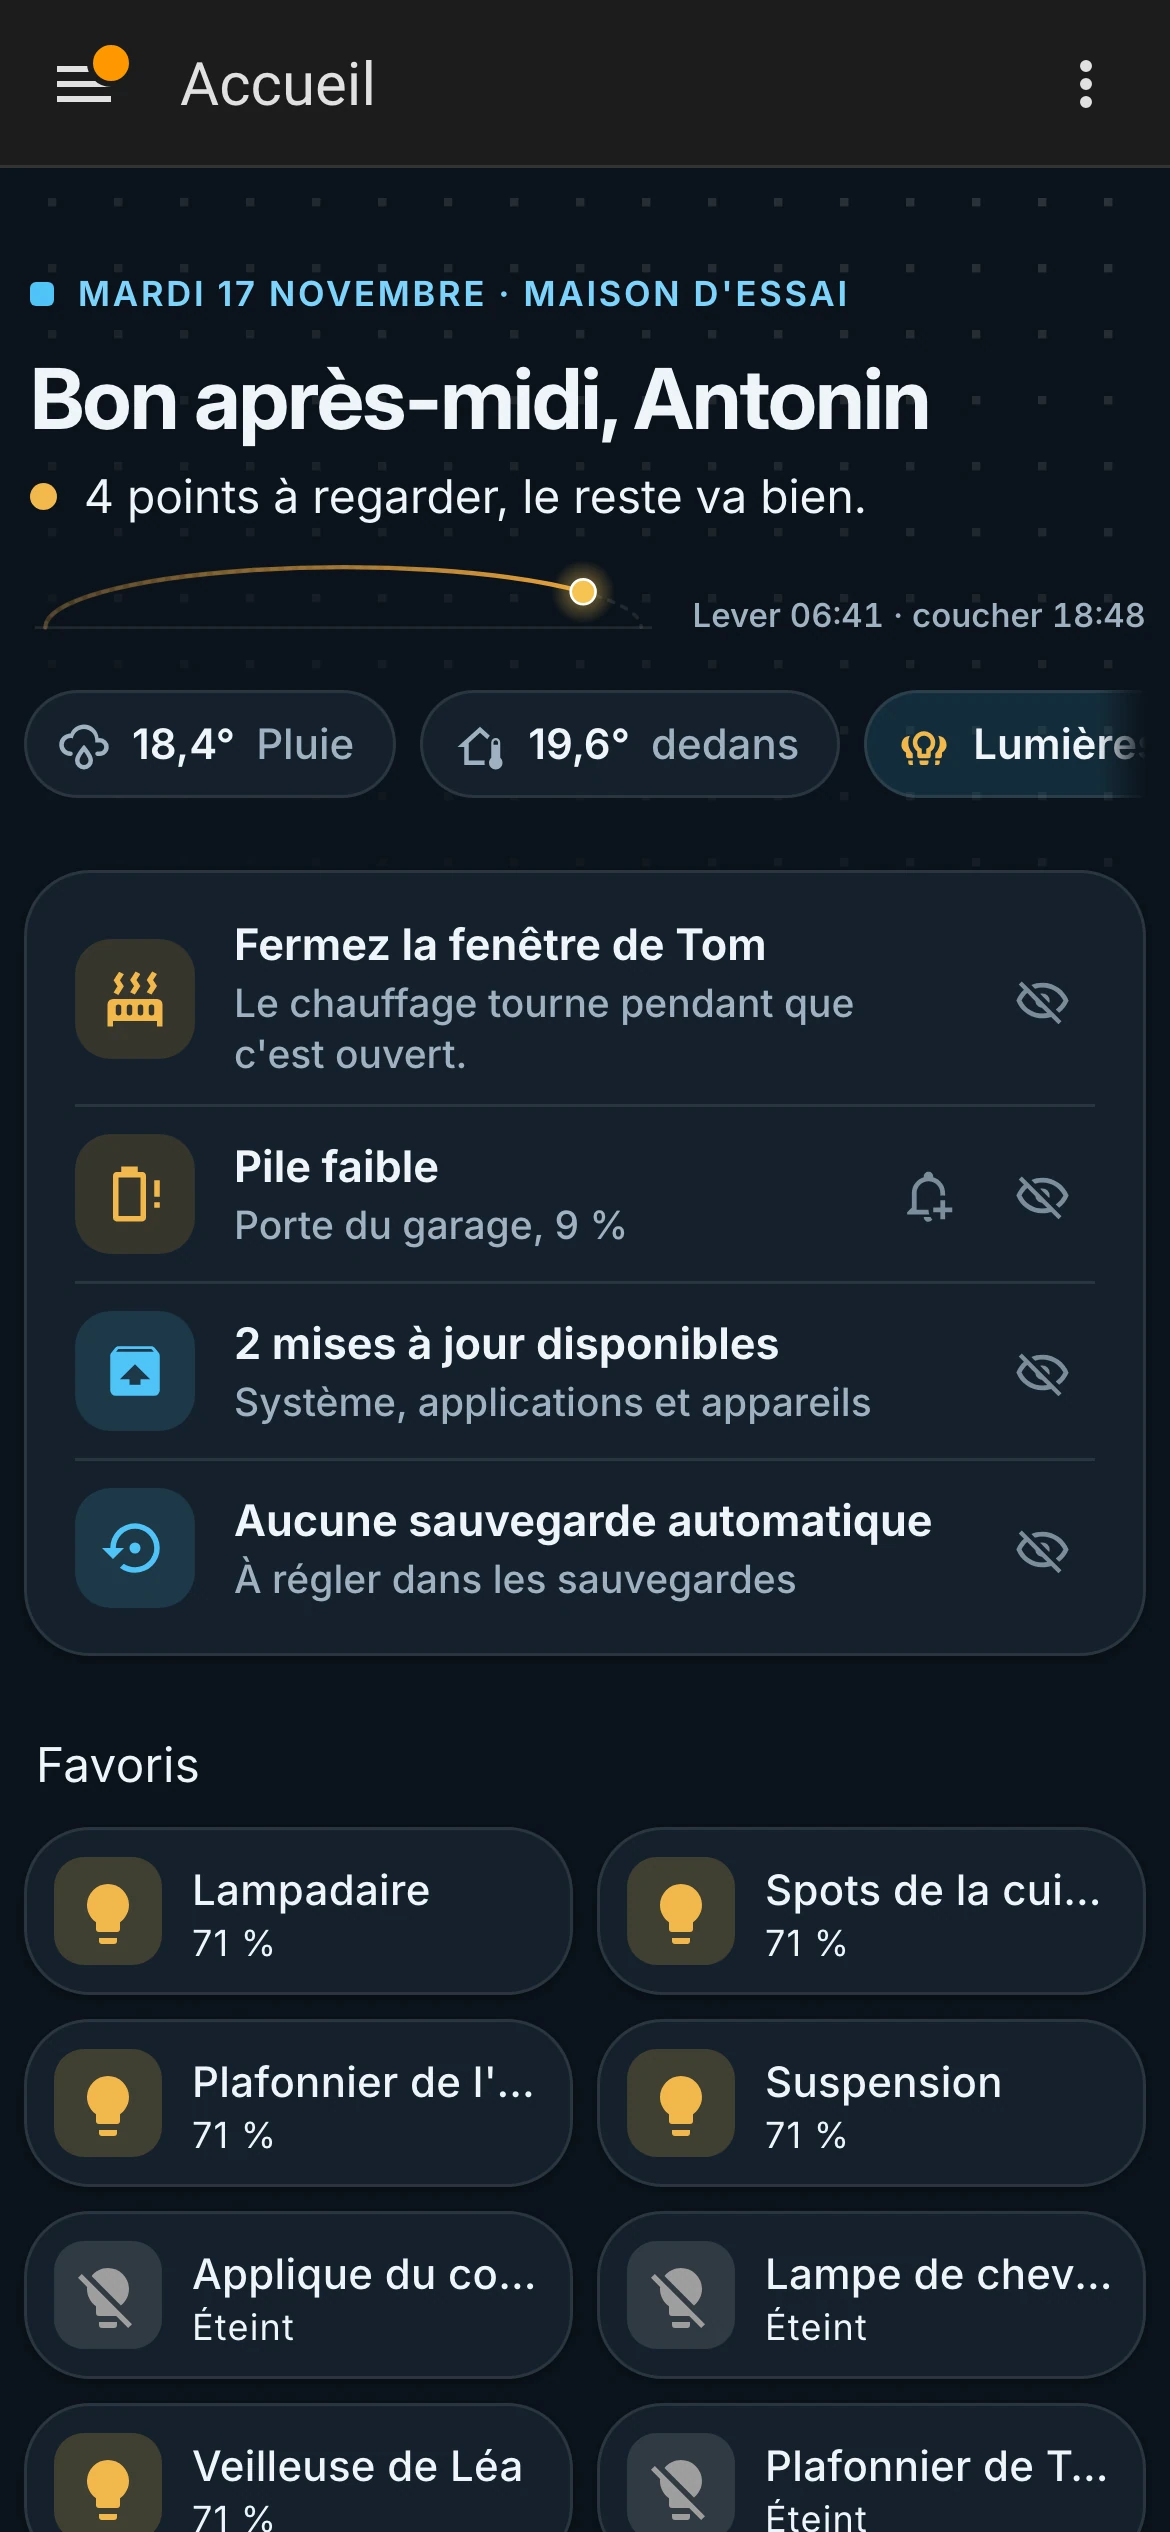 Accueil
MARDI 17 NOVEMBRE · MAISON D'ESSAI
Bon après-midi, Antonin
4 points à regarder, le reste va bien.
Lever 06:41 · coucher 18:48
18,4° Pluie
19,6° dedans
Lumières
Fermez la fenêtre de Tom
Le chauffage tourne pendant que
c'est ouvert.
Pile faible
Porte du garage, 9 %
2 mises à jour disponibles
Système, applications et appareils
Aucune sauvegarde automatique
À régler dans les sauvegardes
Favoris
Lampadaire
71 %
Spots de la cui...
71 %
Plafonnier de l'...
71 %
Suspension
71 %
Applique du co...
Éteint
Lampe de chev...
Éteint
Veilleuse de Léa
71 %
Plafonnier de T...
Éteint